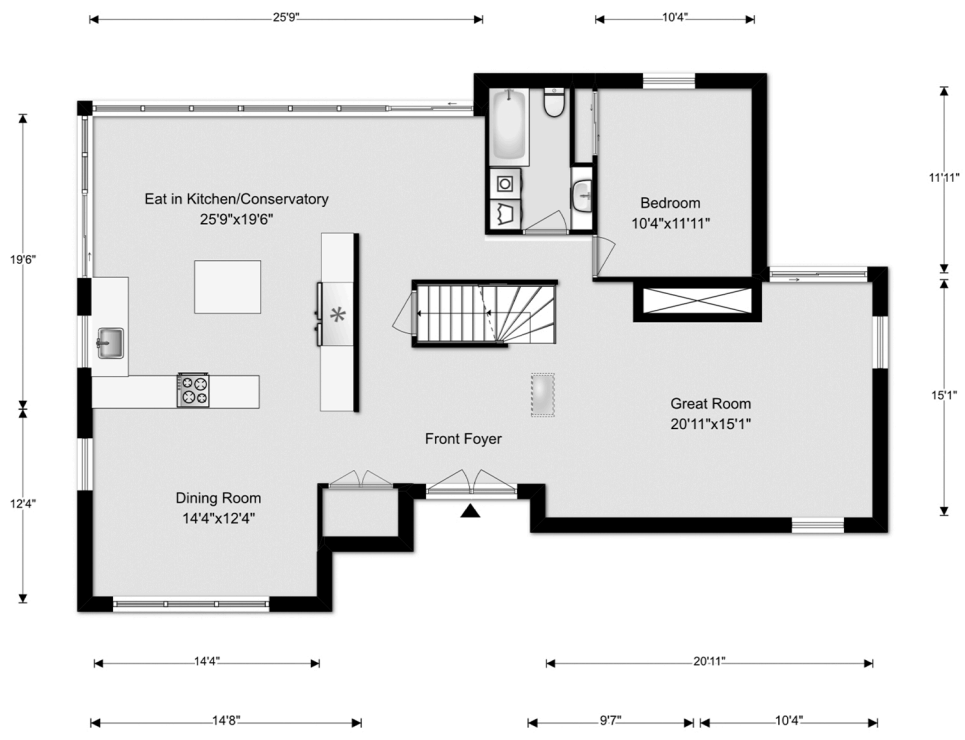 25'9"
10'4"
Eat in Kitchen/Conservatory
25'9"x19'6"
Bedroom
10'4"x11'11"
11'11"
19'6"
Great Room
20'11"x15'1"
15'1"
Front Foyer
Dining Room
14'4"x12'4"
12'4"
14'4"
20'11"
14'8"
9'7"
10'4"